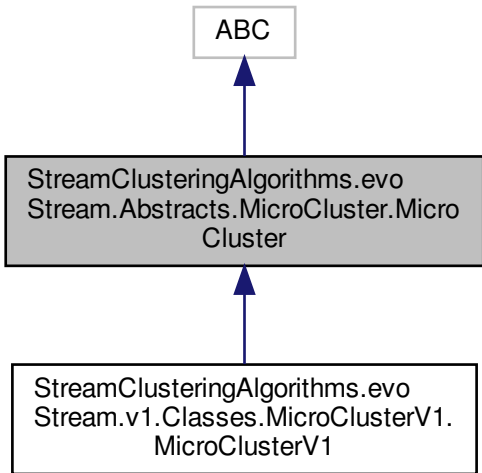 ABC
StreamClusteringAlgorithms.evo
Stream.Abstracts.MicroCluster.Micro
Cluster
StreamClusteringAlgorithms.evo
Stream.v1.Classes.MicroClusterV1.
MicroClusterV1